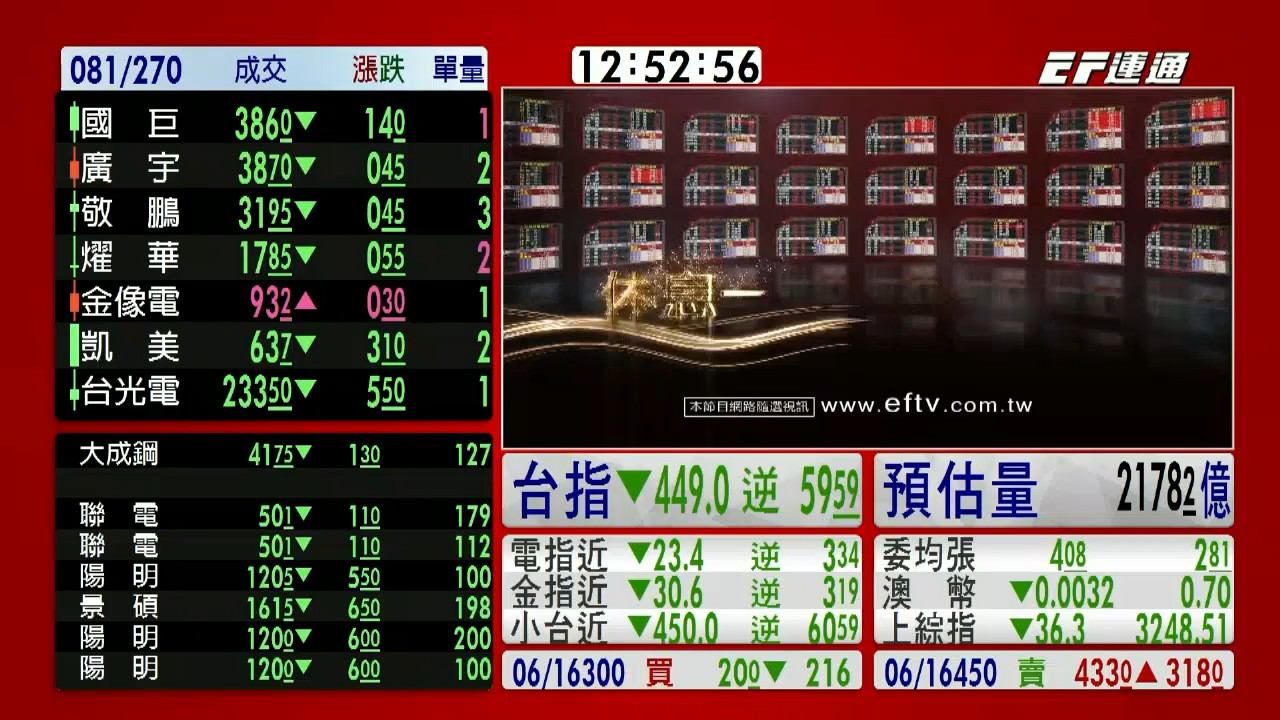 081/270 成交 漲跌 單量
國巨 3860▼ 140 1
廣宇 3870▼ 045 2
敬鵬 3195▼ 045 3
燿華 1785▼ 055 2
金像電 932▲ 030 1
凱美 637▼ 310 2
台光電 23350▼ 550 1
大成鋼 4175▼ 130 127
聯電 501▼ 110 179
聯電 501▼ 110 112
陽明 1205▼ 550 100
景碩 1615▼ 650 198
陽明 1200▼ 600 200
陽明 1200▼ 600 100
12:52:56
EF運通
休息一
本節目網路隨選視訊 www.eftv.com.tw
台指▼449.0 逆 5959
電指近 ▼23.4 逆 334
金指近 ▼30.6 逆 319
小台近 ▼450.0 逆 6059
06/16300 買 200▼ 216
預估量 21782億
委均張 408 281
澳幣 ▼0.0032 0.70
上綜指 ▼36.3 3248.51
06/16450 賣 4330▲ 3180